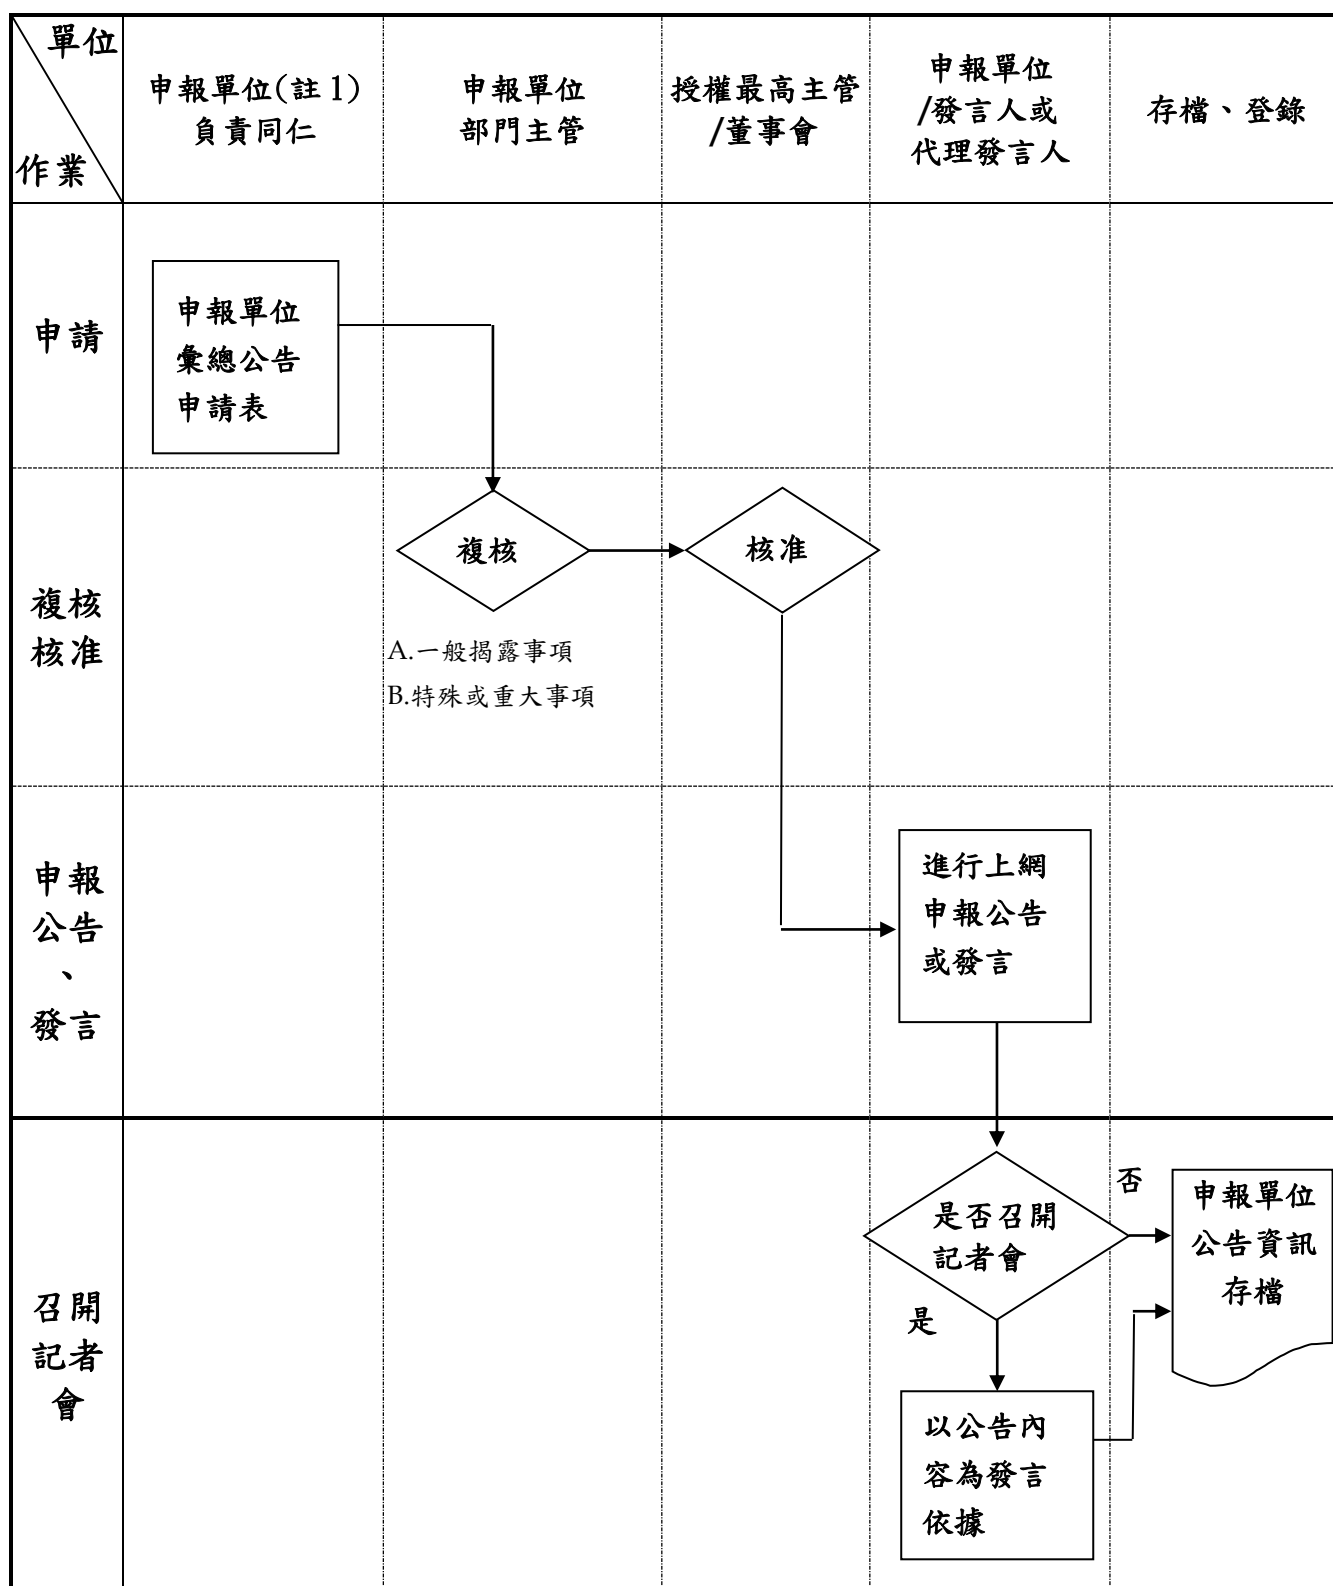 單位
作業
申報單位(註1)
負責同仁
申報單位
部門主管
授權最高主管
/董事會
申報單位
/發言人或
代理發言人
存檔、登錄
申請
申報單位
彙總公告
申請表
複核
核准
複核
核准
A.一般揭露事項
B.特殊或重大事項
申報
公告
、
發言
進行上網
申報公告
或發言
召開
記者
會
是否召開
記者會
否
是
申報單位
公告資訊
存檔
以公告內
容為發言
依據